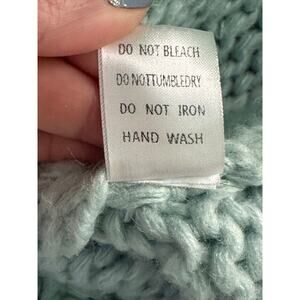 DO NOT BLEACH
DO NOTTUMBLEDRY
DO NOT IRON
HAND WASH